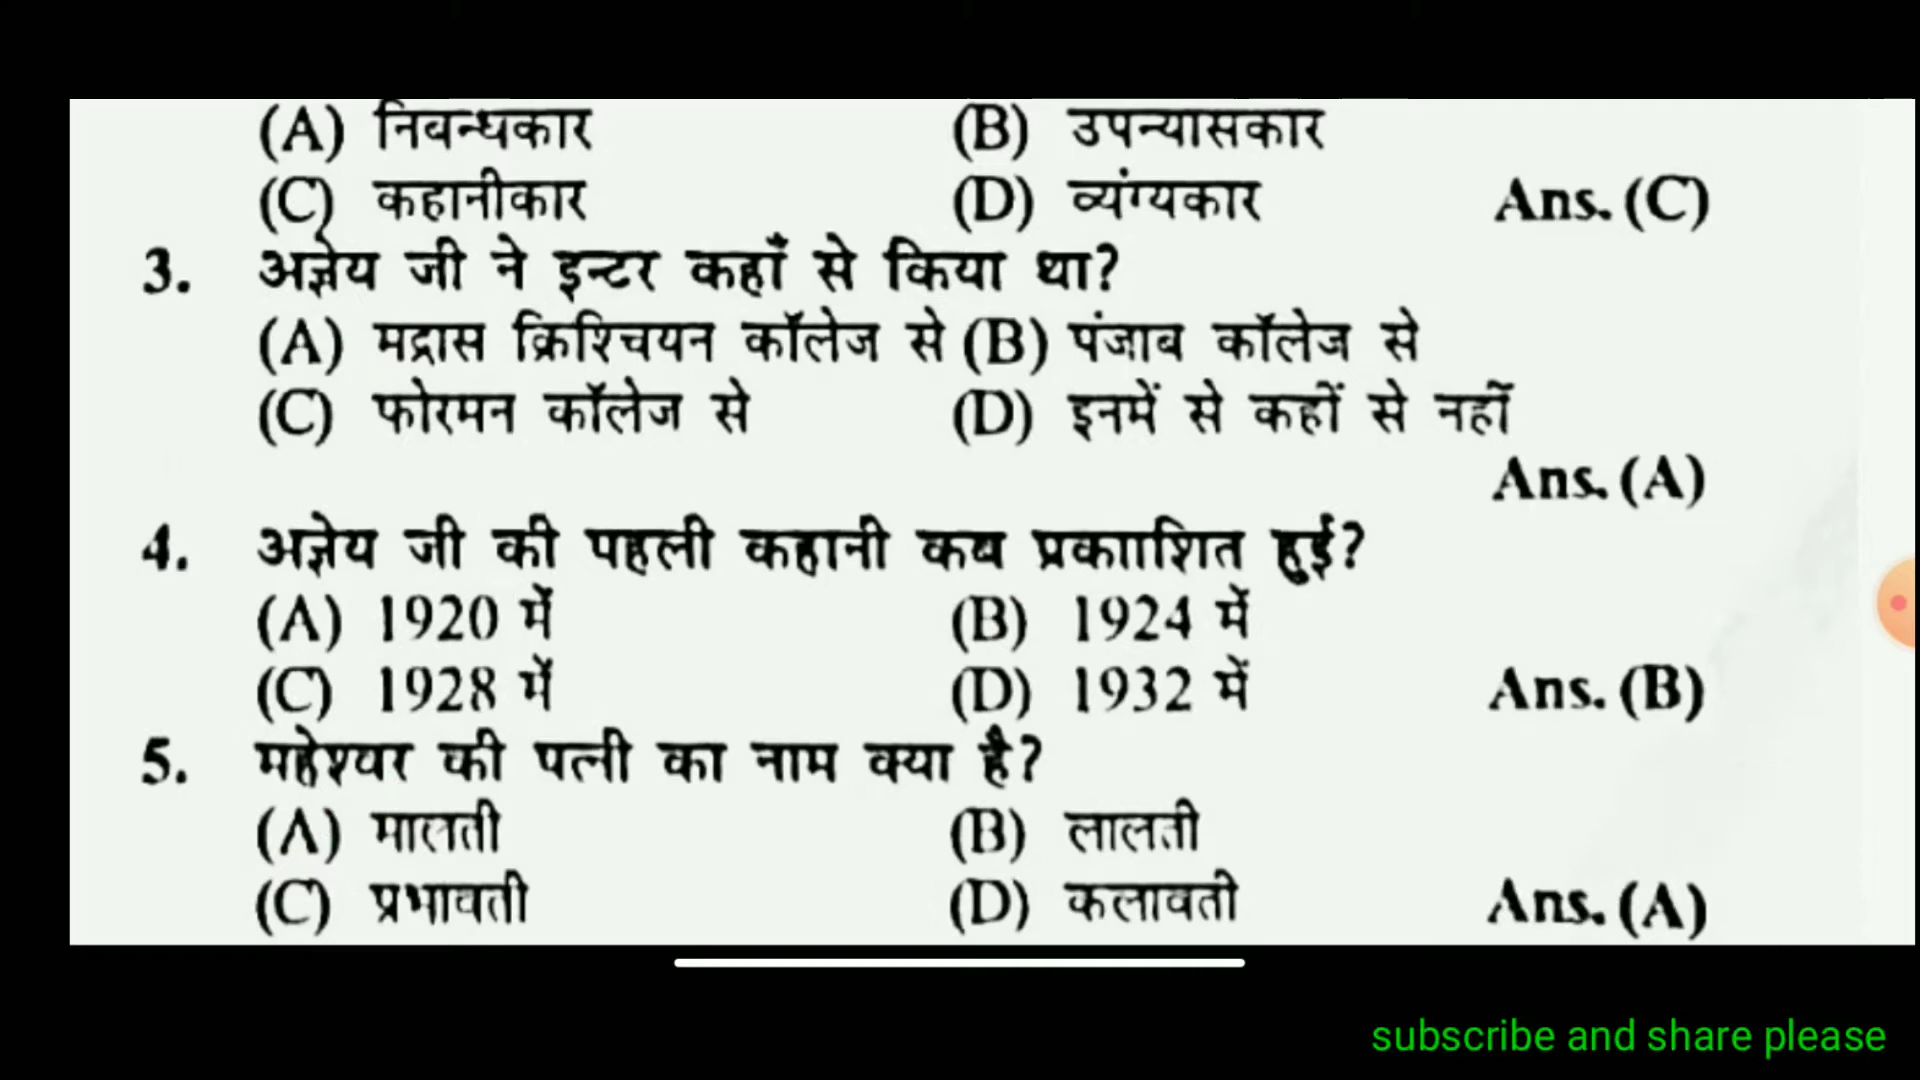 (A) निबन्धकार (B) उपन्यासकार
(C) कहानीकार (D) व्यंग्यकार Ans. (C)
3. अज्ञेय जी ने इन्टर कहाँ से किया था?
(A) मद्रास क्रिश्चियन कॉलेज से (B) पंजाब कॉलेज से
(C) फोरमन कॉलेज से (D) इनमें से कहीं से नहीं
Ans. (A)
4. अज्ञेय जी की पहली कहानी कब प्रकााशित हुई?
(A) 1920 में (B) 1924 में
(C) 1928 में (D) 1932 में Ans. (B)
5. महेश्वर की पत्नी का नाम क्या है?
(A) मालती (B) लालती
(C) प्रभावती (D) कलावती Ans. (A)
subscribe and share please